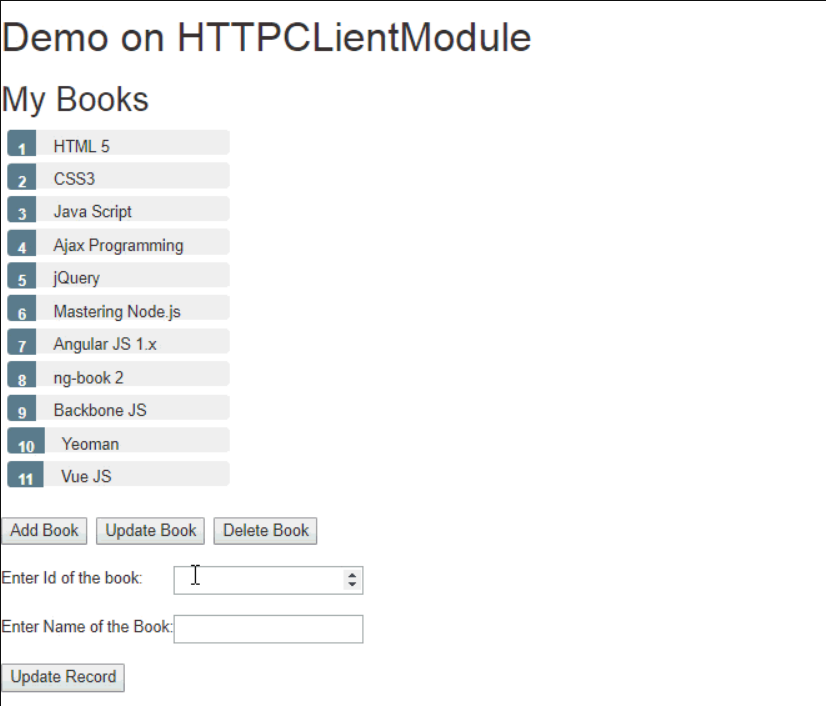 Demo on HTTPCLientModule
My Books
1 HTML 5
2 CSS3
3 Java Script
4 Ajax Programming
5 jQuery
6 Mastering Node.js
7 Angular JS 1.x
8 ng-book 2
9 Backbone JS
10 Yeoman
11 Vue JS
Add Book Update Book Delete Book
Enter Id of the book:
Enter Name of the Book:
Update Record